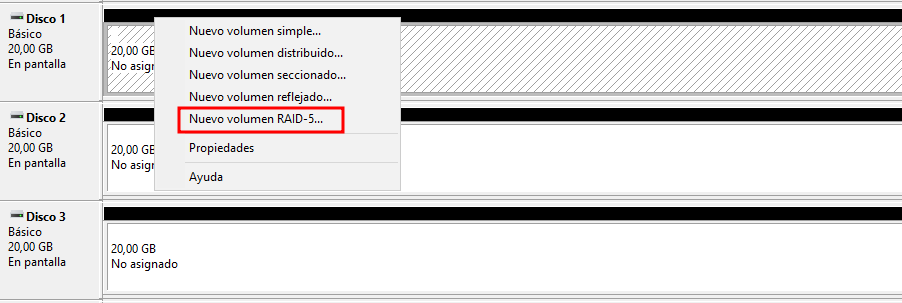 Disco 1
Básico
20,00 GB
En pantalla
20,00 GB
No asign
Nuevo volumen simple...
Nuevo volumen distribuido...
Nuevo volumen seccionado...
Nuevo volumen reflejado...
Nuevo volumen RAID-5...
Propiedades
Ayuda
Disco 2
Básico
20,00 GB
En pantalla
20,00 GB
No asign
Disco 3
Básico
20,00 GB
En pantalla
20,00 GB
No asignado